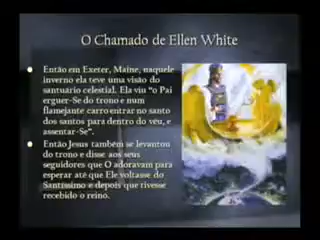 O Chamado de Ellen White
Então em Exeter, Maine, naquele
inverno ela teve uma visão do
santuário celestial. Ela viu "o Pai
erguer-Se do trono e num
flamejante carro entrar no santo
dos santos para dentro do véu, e
assentar-Se".
Então Jesus também se levantou
do trono e disse aos seus
seguidores que O adoravam para
esperar até que Ele voltasse do
Santíssimo e depois que tivesse
recebido o reino.